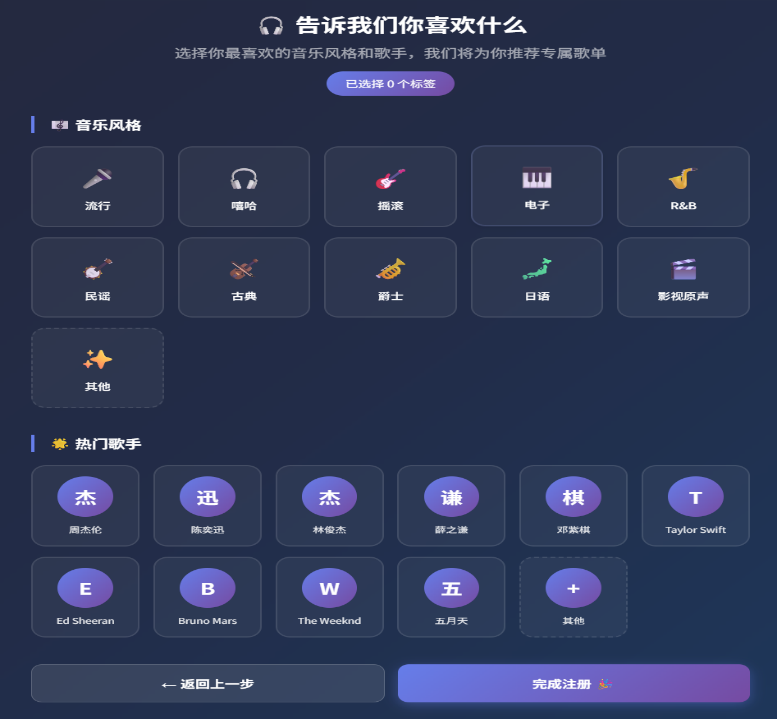 告诉我们你喜欢什么
选择你最喜欢的音乐风格和歌手，我们将为你推荐专属歌单
已选择 0 个标签
音乐风格
流行
嘻哈
摇滚
电子
R&B
民谣
古典
爵士
日语
影视原声
其他
热门歌手
杰
周杰伦
迅
陈奕迅
杰
林俊杰
谦
薛之谦
棋
邓紫棋
T
Taylor Swift
E
Ed Sheeran
B
Bruno Mars
W
The Weeknd
五
五月天
+
其他
← 返回上一步
完成注册